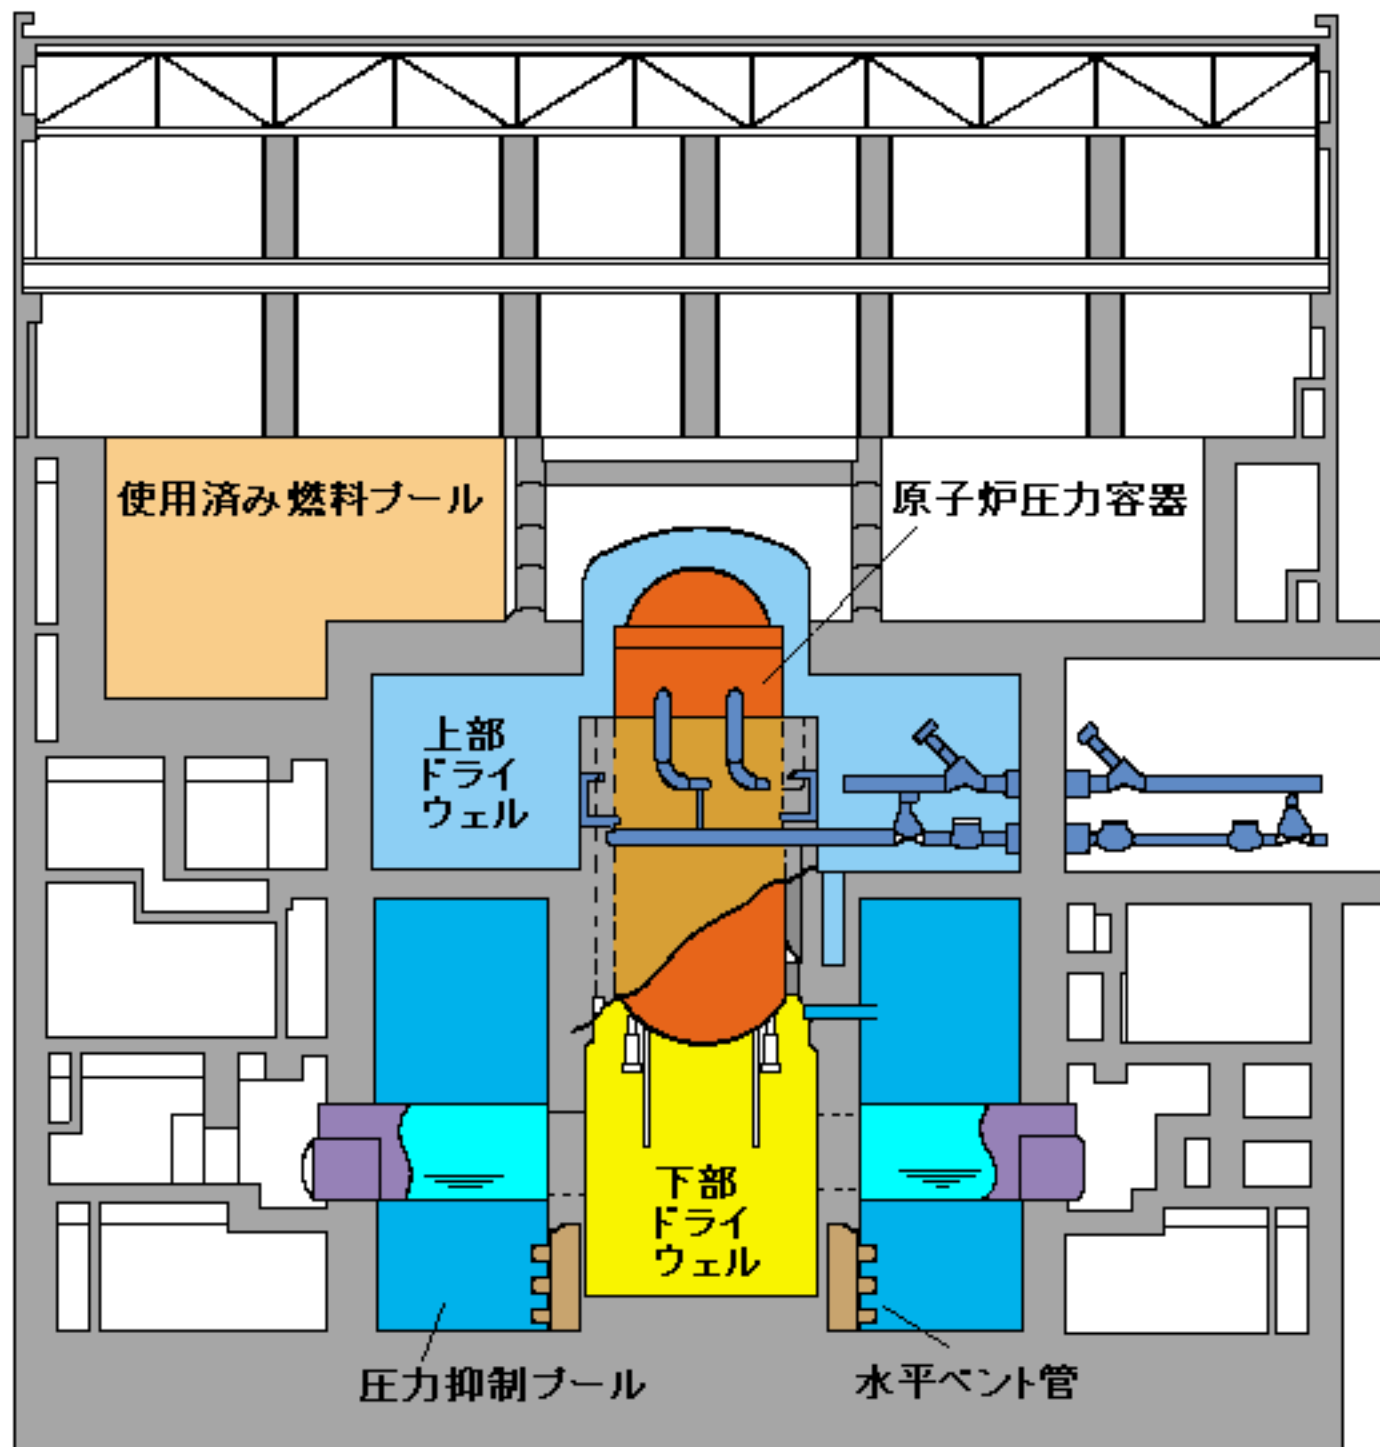 使用済み燃料プール
原子炉圧力容器
上部
ドライ
ウェル
下部
ドライ
ウェル
圧力抑制プール
水平ベント管